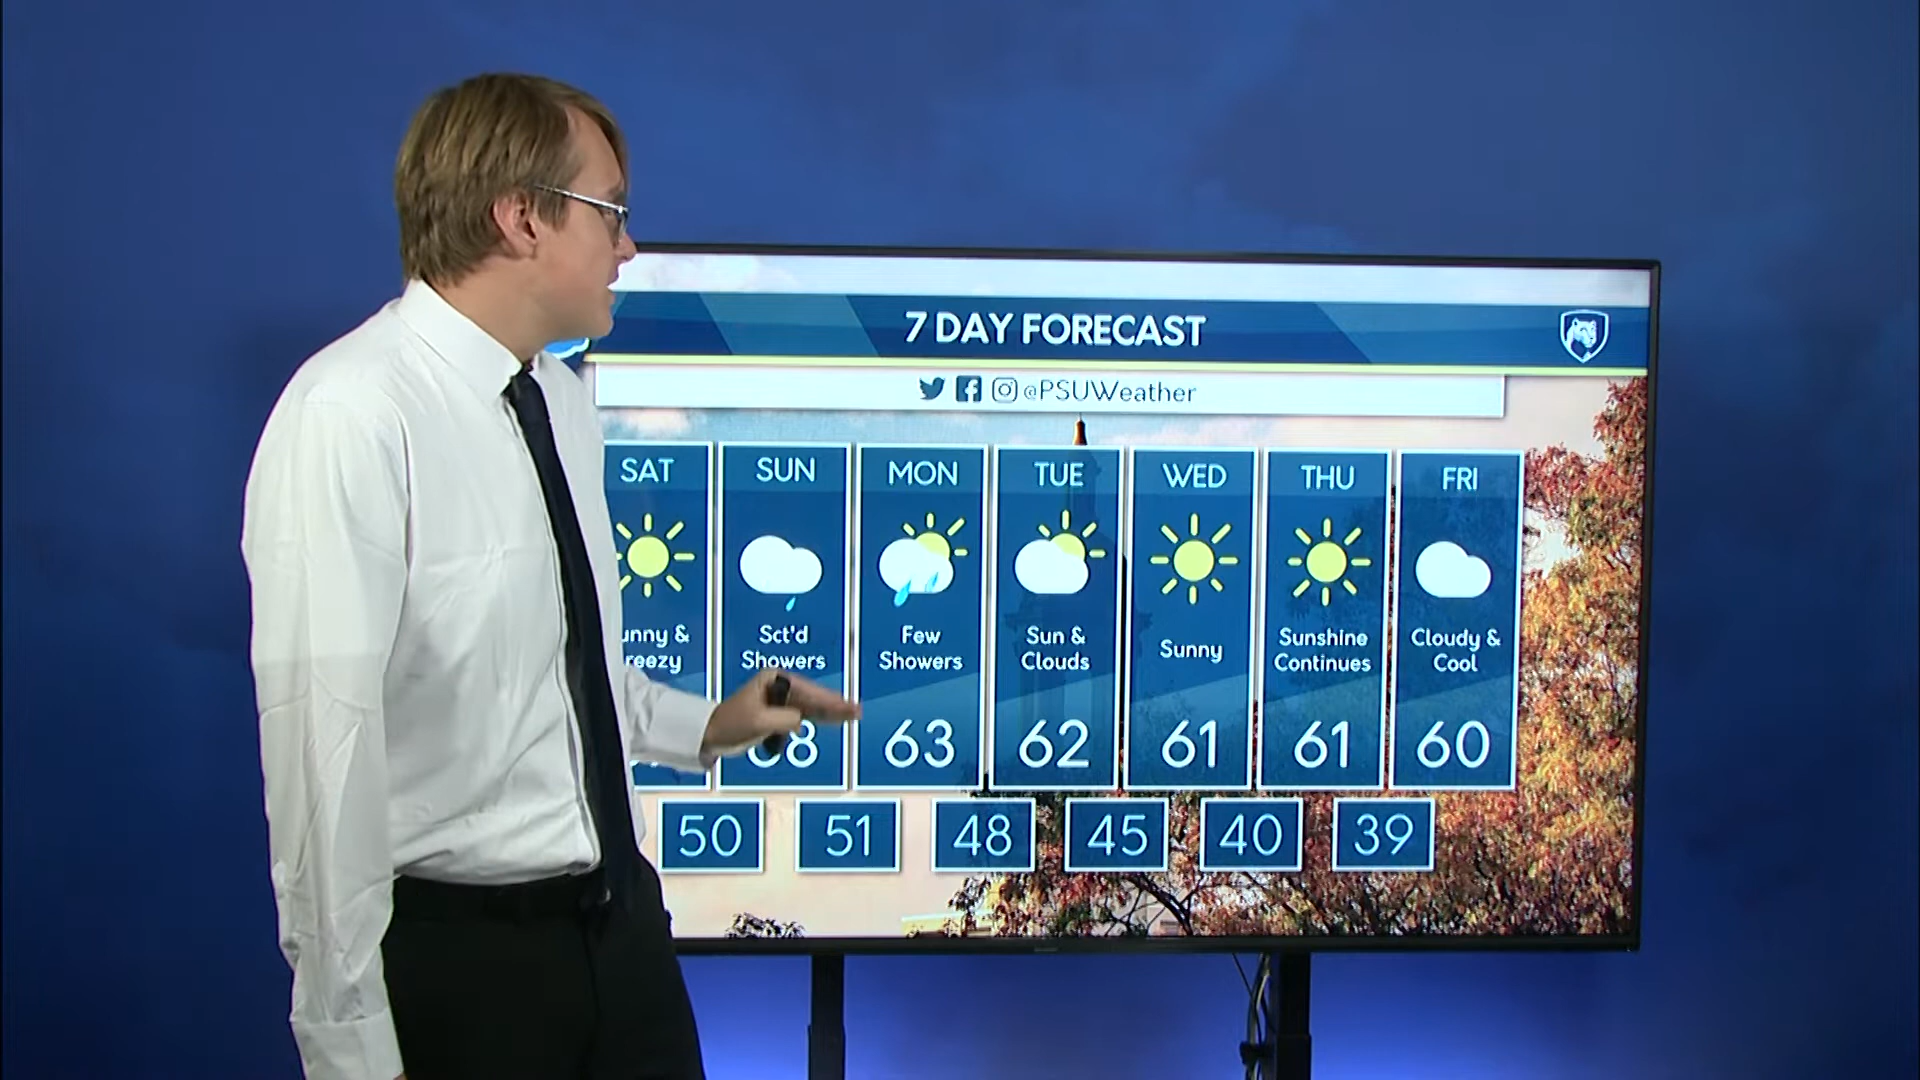 7 DAY FORECAST
@PSUWeather
SAT SUN MON TUE WED THU FRI
Sct'd Few Sun & Sunshine Cloudy &
Showers Showers Clouds Sunny Continues Cool
63 62 61 61 60
50 51 48 45 40 39